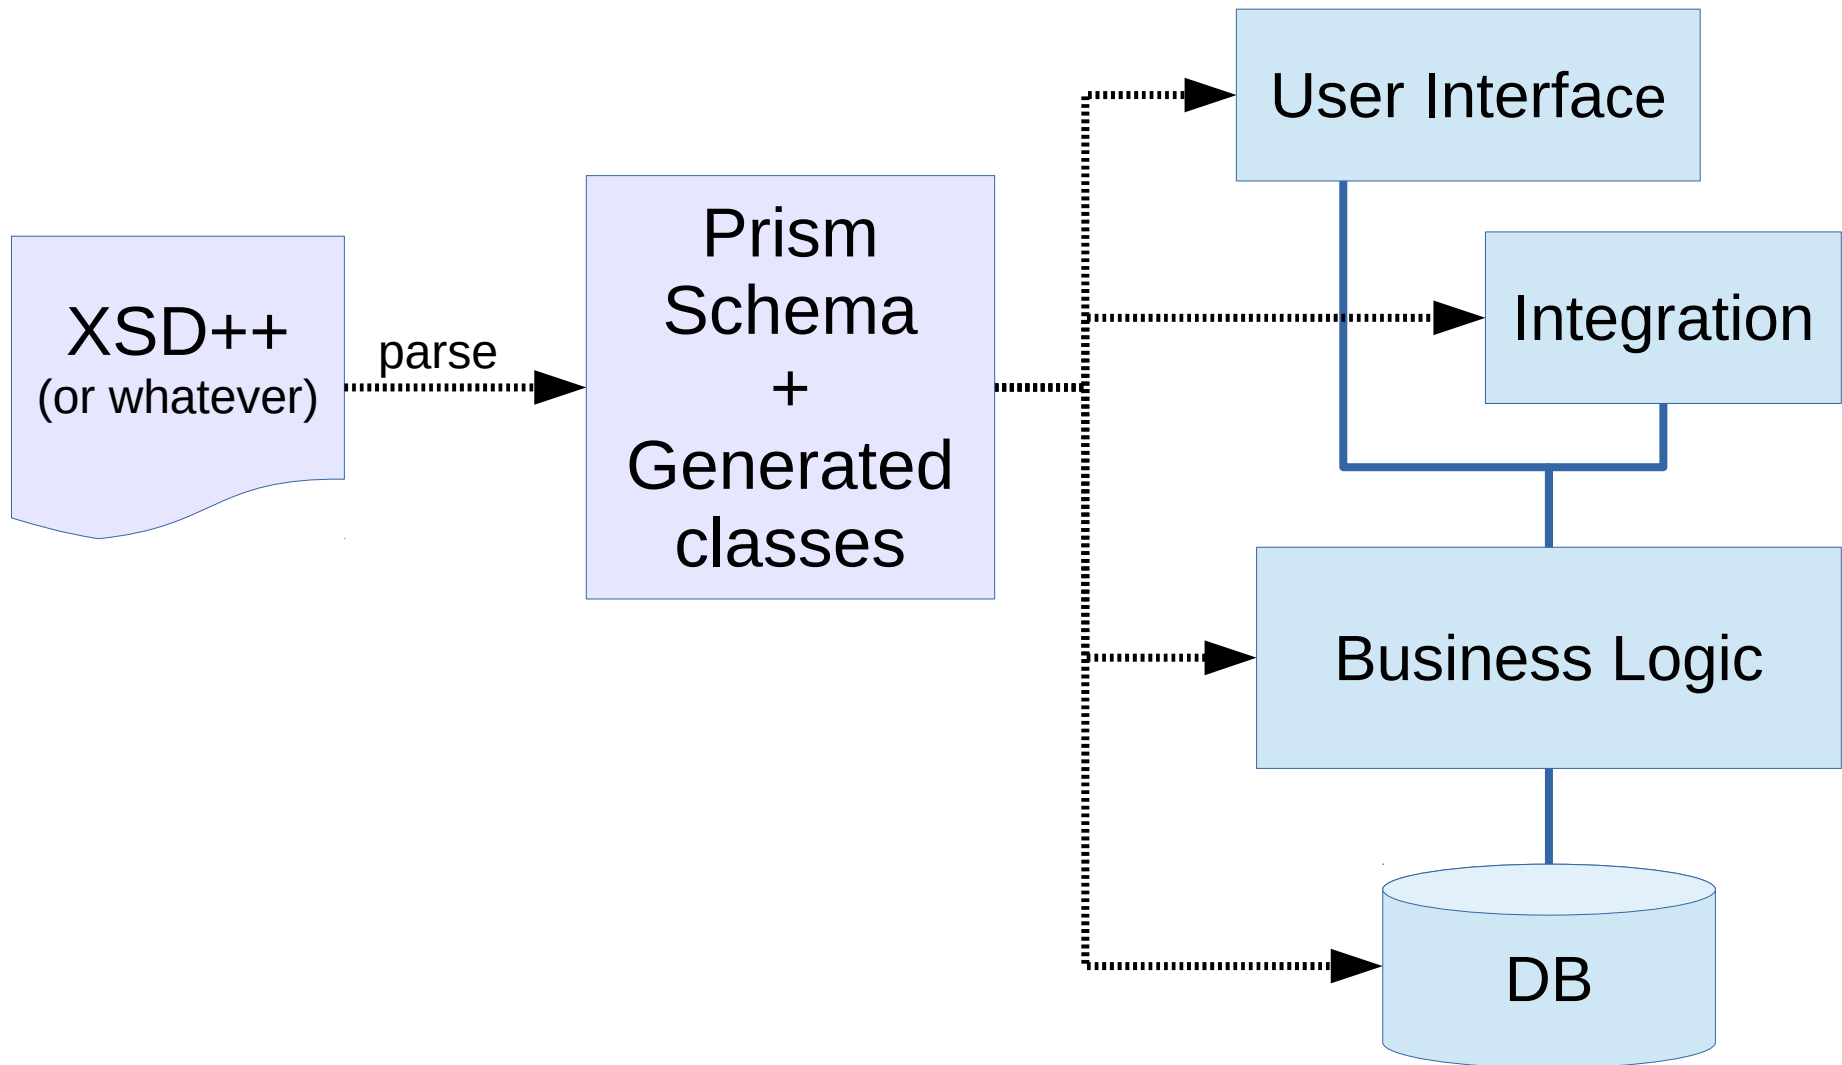 XSD++
(or whatever)
parse
Prism
Schema
+
Generated
classes
User Interface
Integration
Business Logic
DB